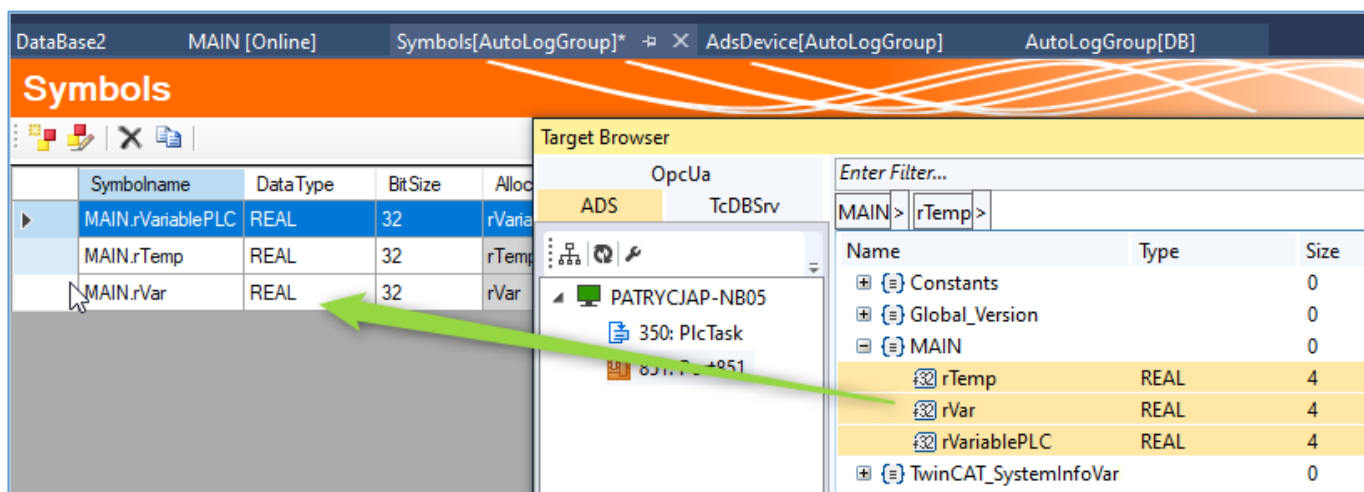 DataBase2 MAIN [Online] Symbols[AutoLogGroup]* AdsDevice[AutoLogGroup] AutoLogGroup[DB]
Symbols
Symbolname DataType BitSize Alloc
MAIN.rVariablePLC REAL 32 rVaria
MAIN.rTemp REAL 32 rTemp
MAIN.rVar REAL 32 rVar
Target Browser
OpcUa
ADS TcDBSrv
PATRYCJAP-NB05
350: PlcTask
851: Port851
Enter Filter...
MAIN> rTemp>
Name Type Size
Constants 0
Global_Version 0
MAIN 0
rTemp REAL 4
rVar REAL 4
rVariablePLC REAL 4
TwinCAT_SystemInfoVar 0